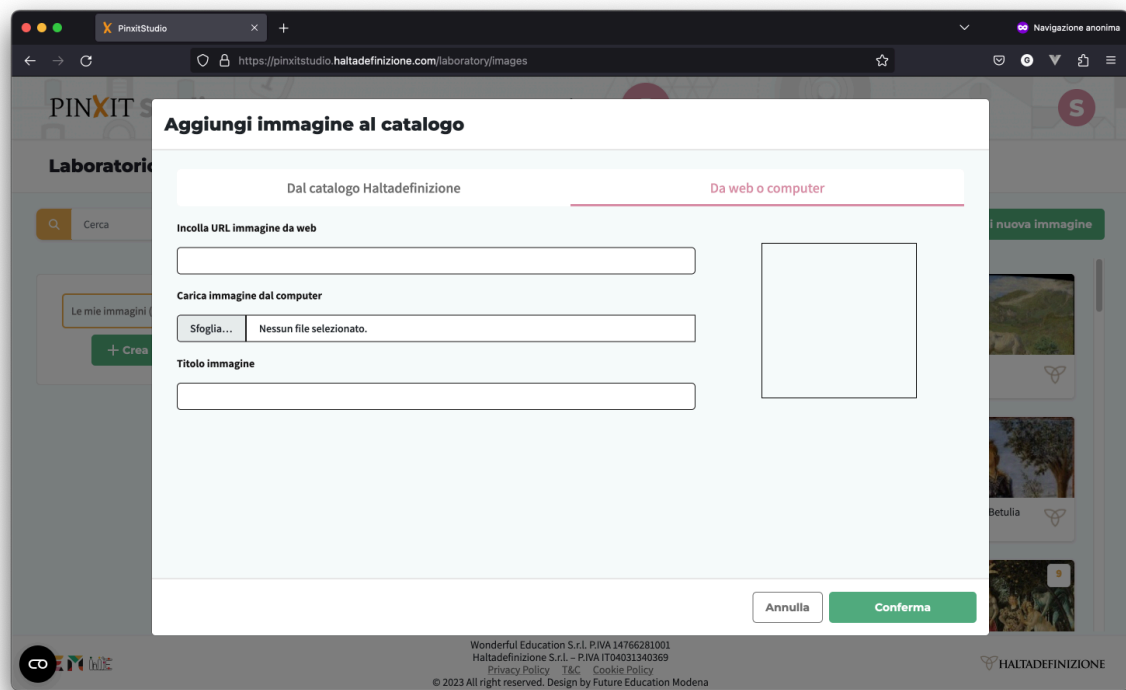 PinxitStudio
Navigazione anonima
https://pinxitstudio.haltadefinizione.com/laboratory/images
PINXIT S
S
Aggiungi immagine al catalogo
Laboratorio
Dal catalogo Haltadefinizione
Da web o computer
Cerca
i nuova immagine
Incolla URL immagine da web
Carica immagine dal computer
Le mie immagini (
Sfoglia...
Nessun file selezionato.
+ Crea
Titolo immagine
Betulia
9
Annulla
Conferma
Wonderful Education S.r.l. P.IVA 14766281001
Haltadefinizione S.r.l. – P.IVA IT04031340369
Privacy Policy T&C Cookie Policy
© 2023 All right reserved. Design by Future Education Modena
HALTADEFINIZIONE